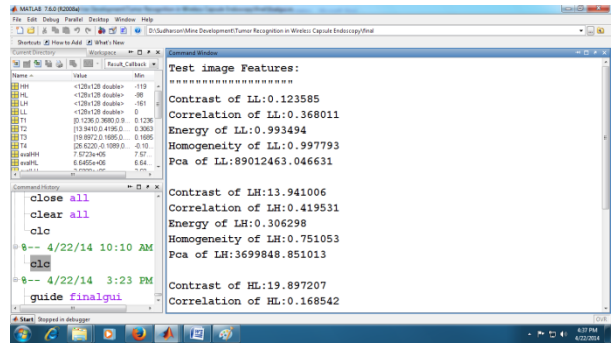 MATLAB 7.6.0 (R2008a)
File Edit Debug Parallel Desktop Window Help
D:\Sudharson\Mine Development\Tumor Recognition in Wireless Capsule Endoscopy\final
Shortcuts How to Add What's New
Current Directory Workspace
Result_Callback
Name Value Min
HH <128x128 double> -119
HL <128x128 double> -98
LH <128x128 double> -161
LL <128x128 double> 0
T1 [0.1236,0.3680,0.9... 0.1236
T2 [13.9410,0.4195,0... 0.3063
T3 [19.8972,0.1685,0... 0.1685
T4 [26.6220,-0.1089,0... -0.10...
evalHH 7.5723e+06 7.57...
evalHL 6.6455e+06 6.64...
Command History
close all
clear all
clc
%-- 4/22/14 10:10 AM
clc
%-- 4/22/14 3:23 PM
guide finalgui
Command Window
Test image Features:
"""""""""""""""""""
Contrast of LL:0.123585
Correlation of LL:0.368011
Energy of LL:0.993494
Homogeneity of LL:0.997793
Pca of LL:89012463.046631
Contrast of LH:13.941006
Correlation of LH:0.419531
Energy of LH:0.306298
Homogeneity of LH:0.751053
Pca of LH:3699848.851013
Contrast of HL:19.897207
Correlation of HL:0.168542
Start Stopped in debugger
OVR
4:37 PM
4/22/2014